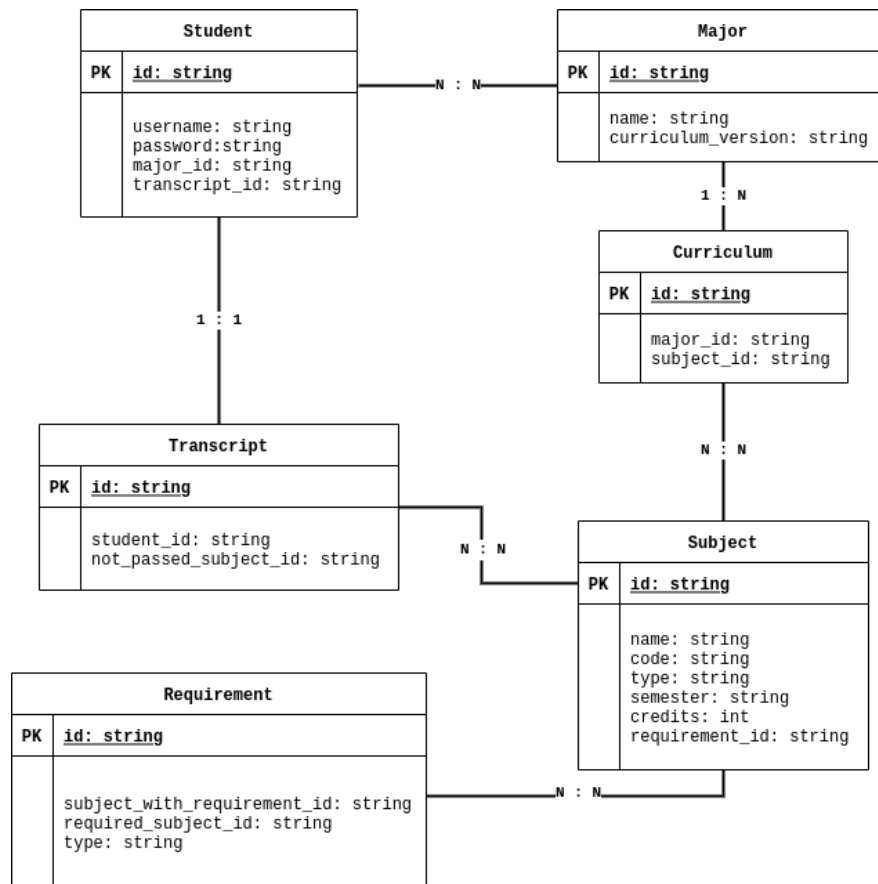 Student
PK id: string
username: string
password:string
major_id: string
transcript_id: string
N : N
Major
PK id: string
name: string
curriculum_version: string
1 : N
Curriculum
PK id: string
major_id: string
subject_id: string
1 : 1
N : N
Transcript
PK id: string
student_id: string
not_passed_subject_id: string
N : N
Subject
PK id: string
name: string
code: string
type: string
semester: string
credits: int
requirement_id: string
Requirement
PK id: string
subject_with_requirement_id: string
required_subject_id: string
type: string
N : N